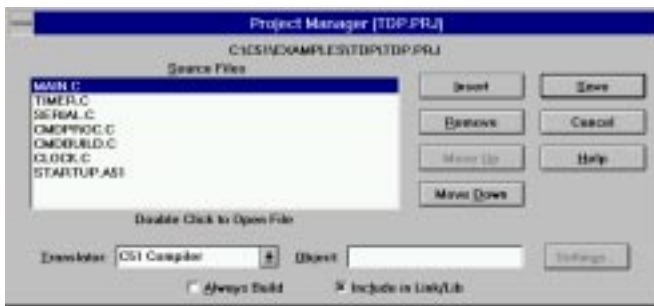 Project Manager [TDP.PRJ]
C:\C51\EXAMPLES\TDP\TDP.PRJ
Source Files
MAIN.C
TIMER.C
SERIAL.C
CMDPROC.C
CMDBUILD.C
CLOCK.C
STARTUP.A51
Double Click to Open File
Insert
Save
Remove
Cancel
Move Up
Help
Move Down
Translator: C51 Compiler
Object:
Settings...
Always Build
Include in Link/Lib